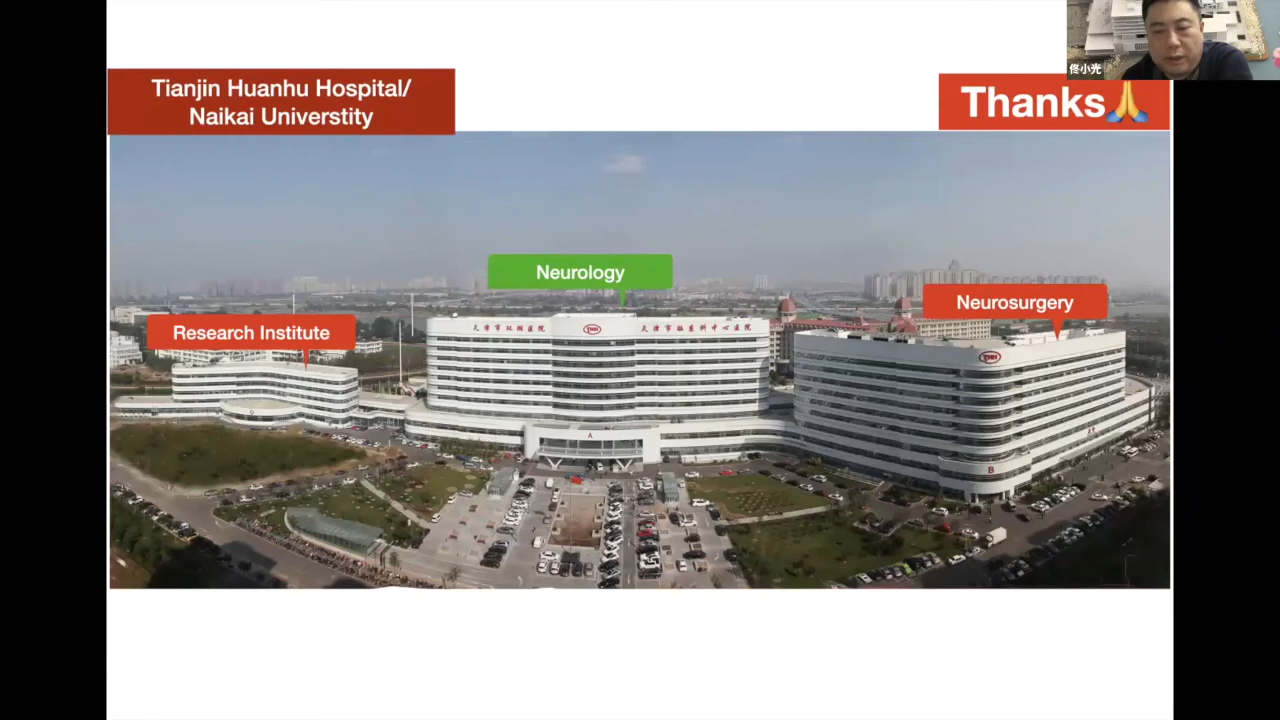 佟小光
Tianjin Huanhu Hospital/
Naikai Universtity
Thanks🙏
Neurology
Neurosurgery
Research Institute
天津市环湖医院
TNH
天津市脑系科中心医院
A
B